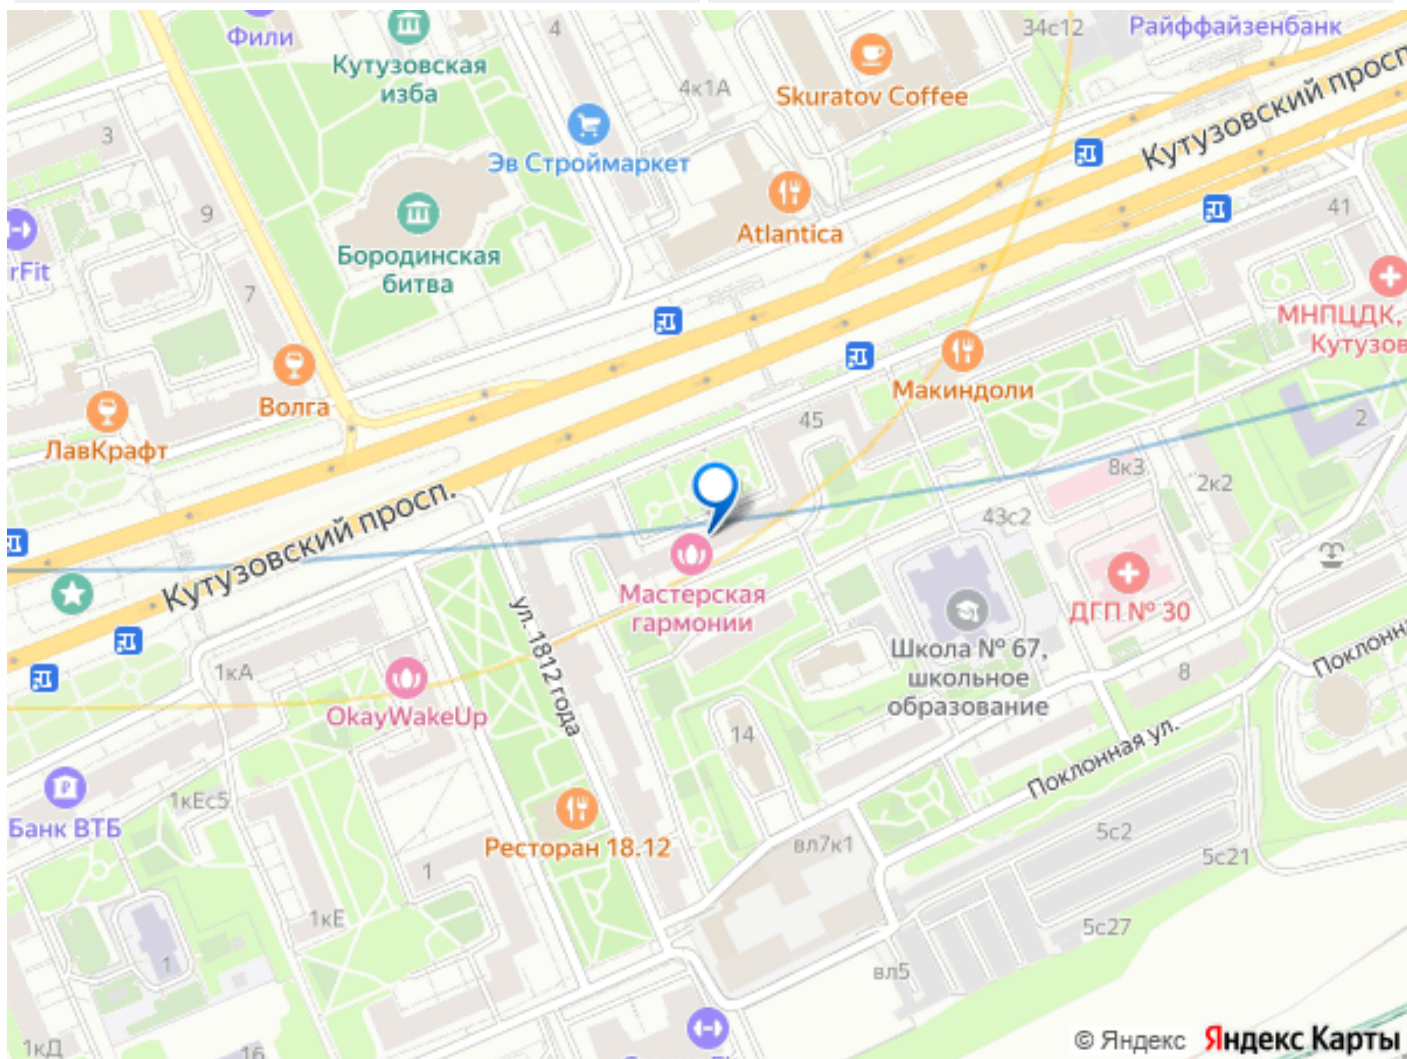 Фили
Кутузовская
изба
4
34с12
Райффайзенбанк
4к1А
Skuratov Coffee
Кутузовский просп.
3
Эв Строймаркет
9
Atlantica
41
rFit
Бородинская
битва
7
МНПЦДК,
Кутузов
Волга
Макиндоли
ЛавКрафт
45
2
8к3
2к2
Кутузовский просп.
43с2
Мастерская
гармонии
ул. 1812 года
ДГП № 30
Школа № 67,
школьное
образование
Поклонна
1кА
8
OkayWakeUp
14
Поклонная ул.
1кЕс5
Банк ВТБ
Ресторан 18.12
вл7к1
5с2
5с21
1
1кЕ
5с27
1
вл5
1кД
16
© Яндекс Яндекс Карты